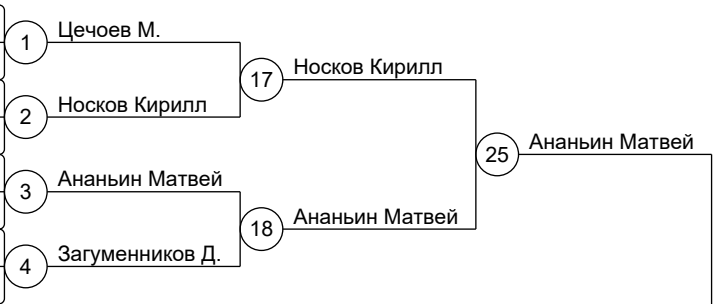 1 Цечоев М.
17 Носков Кирилл
2 Носков Кирилл
25 Ананьин Матвей
3 Ананьин Матвей
18 Ананьин Матвей
4 Загуменников Д.